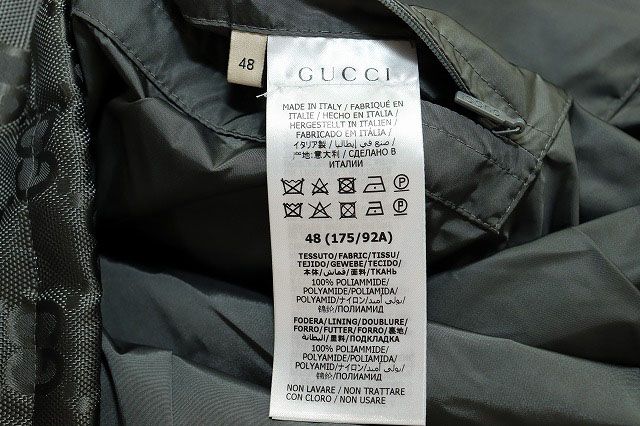 48
GUCCI
MADE IN ITALY / FABRIQUÉ EN
ITALIE / HECHO EN ITALIA /
HERGESTELLT IN ITALIEN /
FABRICADO EM ITÁLIA /
イタリア製 / صنع في إيطاليا /
产地:意大利 / СДЕЛАНО В
ИТАЛИИ
48 (175/92A)
TESSUTO/FABRIC/TISSU/
TEJIDO/GEWEBE/TECIDO/
本体/قماش/面料/ТКАНЬ
100% POLIAMMIDE/
POLYAMIDE/POLIAMIDA/
POLYAMID/ナイロン/بولي أميد/
锦纶/ПОЛИАМИД
FODERA/LINING/DOUBLURE/
FORRO/FUTTER/FORRO/裏地/
البطانة/里料/ПОДКЛАДКА
100% POLIAMMIDE/
POLYAMIDE/POLIAMIDA/
POLYAMID/ナイロン/بولي أميد/
锦纶/ПОЛИАМИД
NON LAVARE / NON TRATTARE
CON CLORO / NON USARE